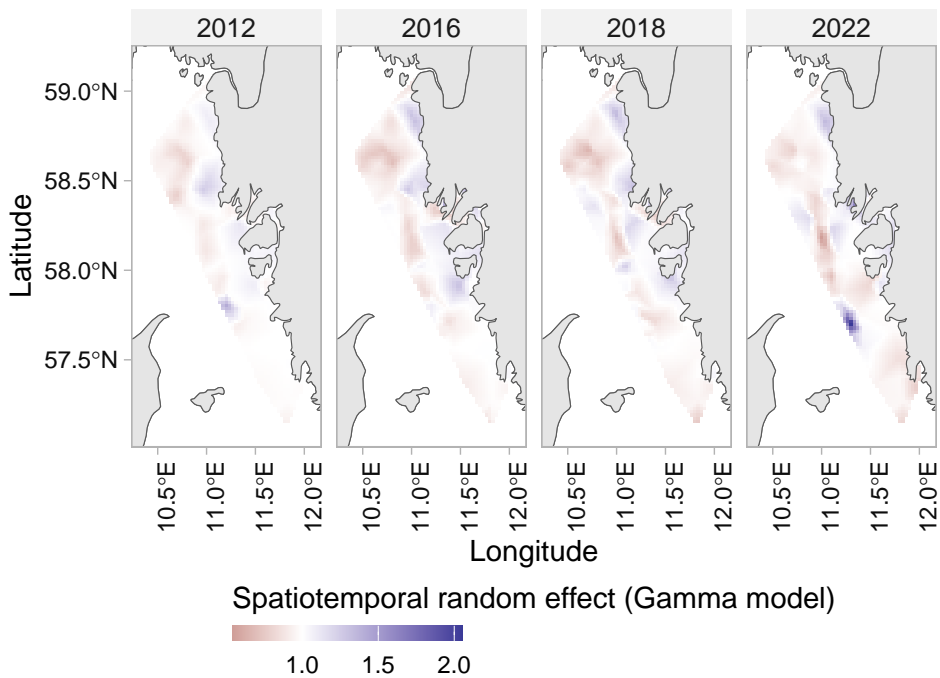 2012 2016 2018 2022
59.0°N
58.5°N
58.0°N
57.5°N
Latitude
10.5°E 11.0°E 11.5°E 12.0°E 10.5°E 11.0°E 11.5°E 12.0°E 10.5°E 11.0°E 11.5°E 12.0°E 10.5°E 11.0°E 11.5°E 12.0°E
Longitude
Spatiotemporal random effect (Gamma model)
1.0 1.5 2.0